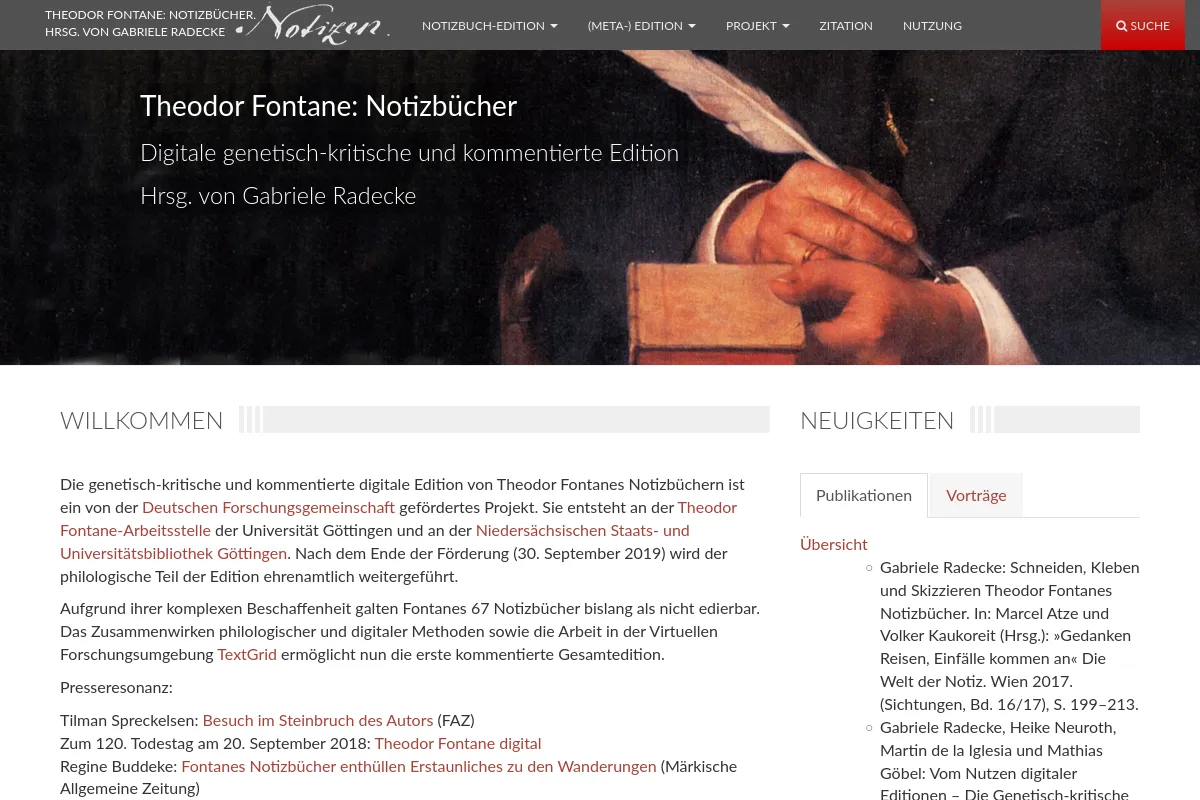 THEODOR FONTANE: NOTIZBÜCHER.
HRSG. VON GABRIELE RADECKE
Notizen.
NOTIZBUCH-EDITION
(META-) EDITION
PROJEKT
ZITATION
NUTZUNG
SUCHE
Theodor Fontane: Notizbücher
Digitale genetisch-kritische und kommentierte Edition
Hrsg. von Gabriele Radecke
WILLKOMMEN
Die genetisch-kritische und kommentierte digitale Edition von Theodor Fontanes Notizbüchern ist
ein von der Deutschen Forschungsgemeinschaft gefördertes Projekt. Sie entsteht an der Theodor
Fontane-Arbeitsstelle der Universität Göttingen und an der Niedersächsischen Staats- und
Universitätsbibliothek Göttingen. Nach dem Ende der Förderung (30. September 2019) wird der
philologische Teil der Edition ehrenamtlich weitergeführt.
Aufgrund ihrer komplexen Beschaffenheit galten Fontanes 67 Notizbücher bislang als nicht edierbar.
Das Zusammenwirken philologischer und digitaler Methoden sowie die Arbeit in der Virtuellen
Forschungsumgebung TextGrid ermöglicht nun die erste kommentierte Gesamtedition.
Presseresonanz:
Tilman Spreckelsen: Besuch im Steinbruch des Autors (FAZ)
Zum 120. Todestag am 20. September 2018: Theodor Fontane digital
Regine Buddeke: Fontanes Notizbücher enthüllen Erstaunliches zu den Wanderungen (Märkische
Allgemeine Zeitung)
NEUIGKEITEN
Publikationen
Vorträge
Übersicht
Gabriele Radecke: Schneiden, Kleben
und Skizzieren Theodor Fontanes
Notizbücher. In: Marcel Atze und
Volker Kaukoreit (Hrsg.): »Gedanken
Reisen, Einfälle kommen an« Die
Welt der Notiz. Wien 2017.
(Sichtungen, Bd. 16/17), S. 199–213.
Gabriele Radecke, Heike Neuroth,
Martin de la Iglesia und Mathias
Göbel: Vom Nutzen digitaler
Editionen – Die Genetisch-kritische